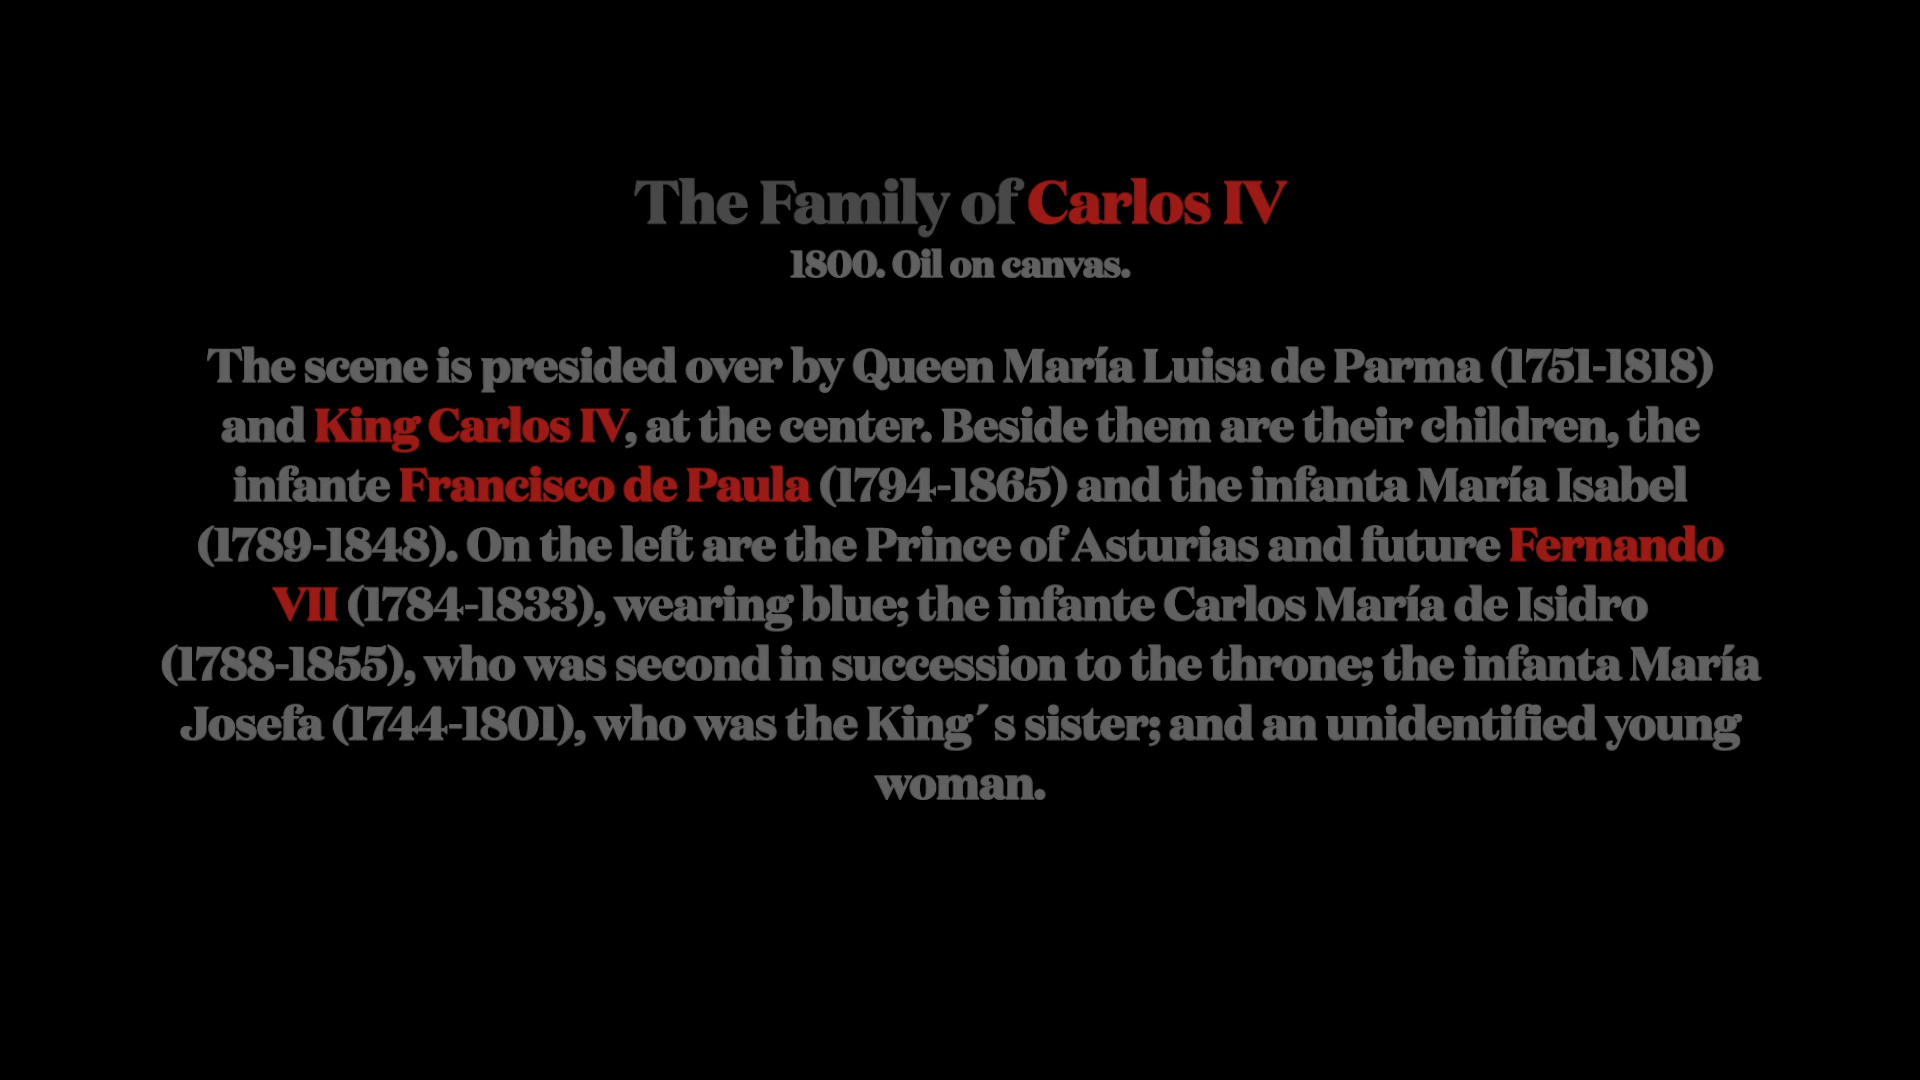 The Family of Carlos IV
1800. Oil on canvas.
The scene is presided over by Queen María Luisa de Parma (1751-1818)
and King Carlos IV, at the center. Beside them are their children, the
infante Francisco de Paula (1794-1865) and the infanta María Isabel
(1789-1848). On the left are the Prince of Asturias and future Fernando
VII (1784-1833), wearing blue; the infante Carlos María de Isidro
(1788-1855), who was second in succession to the throne; the infanta María
Josefa (1744-1801), who was the King´s sister; and an unidentified young
woman.